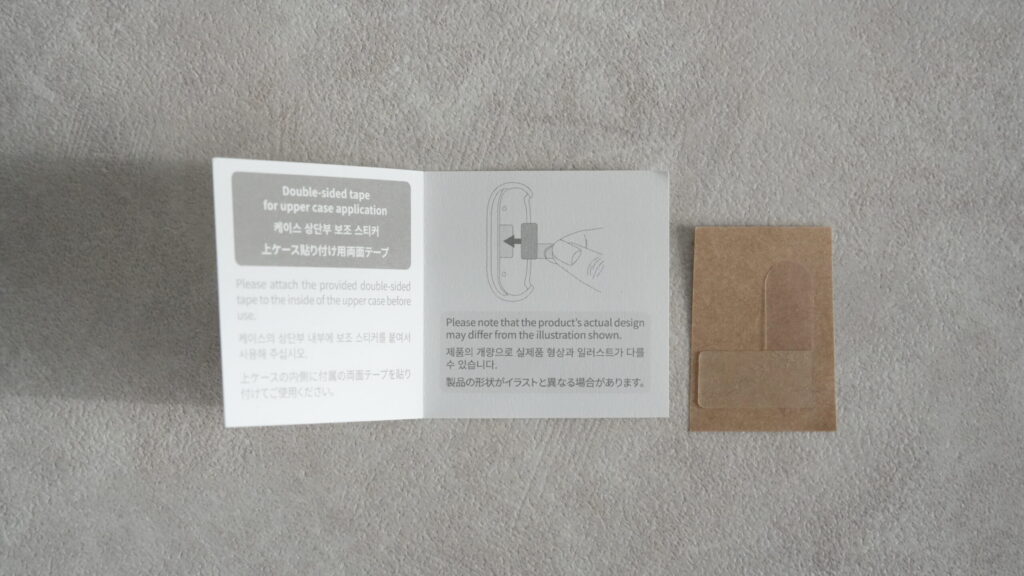 Double-sided tape
for upper case application
케이스 상단부 보조 스티커
上ケース貼り付け用両面テープ
Please attach the provided double-sided
tape to the inside of the upper case before
use.
케이스의 상단부 내부에 보조 스티커를 붙여서
사용해 주십시오.
上ケースの内側に付属の両面テープを貼り
付けてご使用ください。
Please note that the product's actual design
may differ from the illustration shown.
제품의 개량으로 실제품 형상과 일러스트가 다를
수 있습니다.
製品の形状がイラストと異なる場合があります。